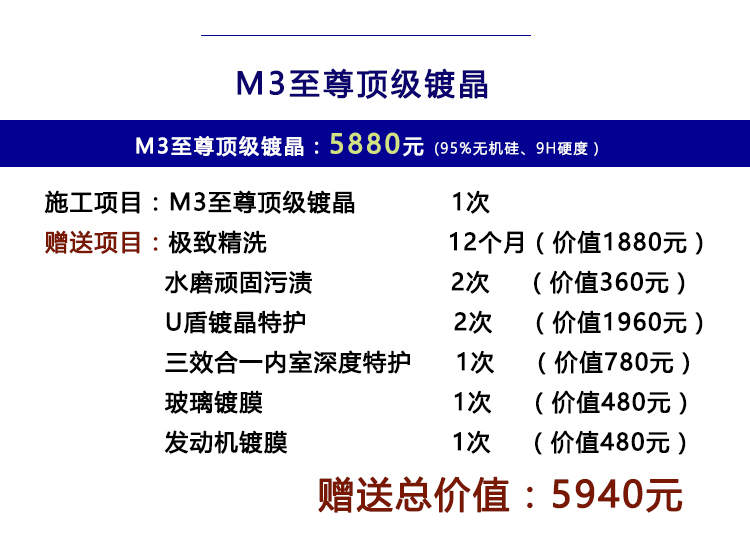 M3至尊顶级镀晶
M3至尊顶级镀晶：5880元（95%无机硅、9H硬度）
施工项目：M3至尊顶级镀晶 1次
赠送项目：极致精洗 12个月（价值1880元）
水磨顽固污渍 2次 （价值360元）
U盾镀晶特护 2次 （价值1960元）
三效合一内室深度特护 1次 （价值780元）
玻璃镀膜 1次 （价值480元）
发动机镀膜 1次 （价值480元）
赠送总价值：5940元